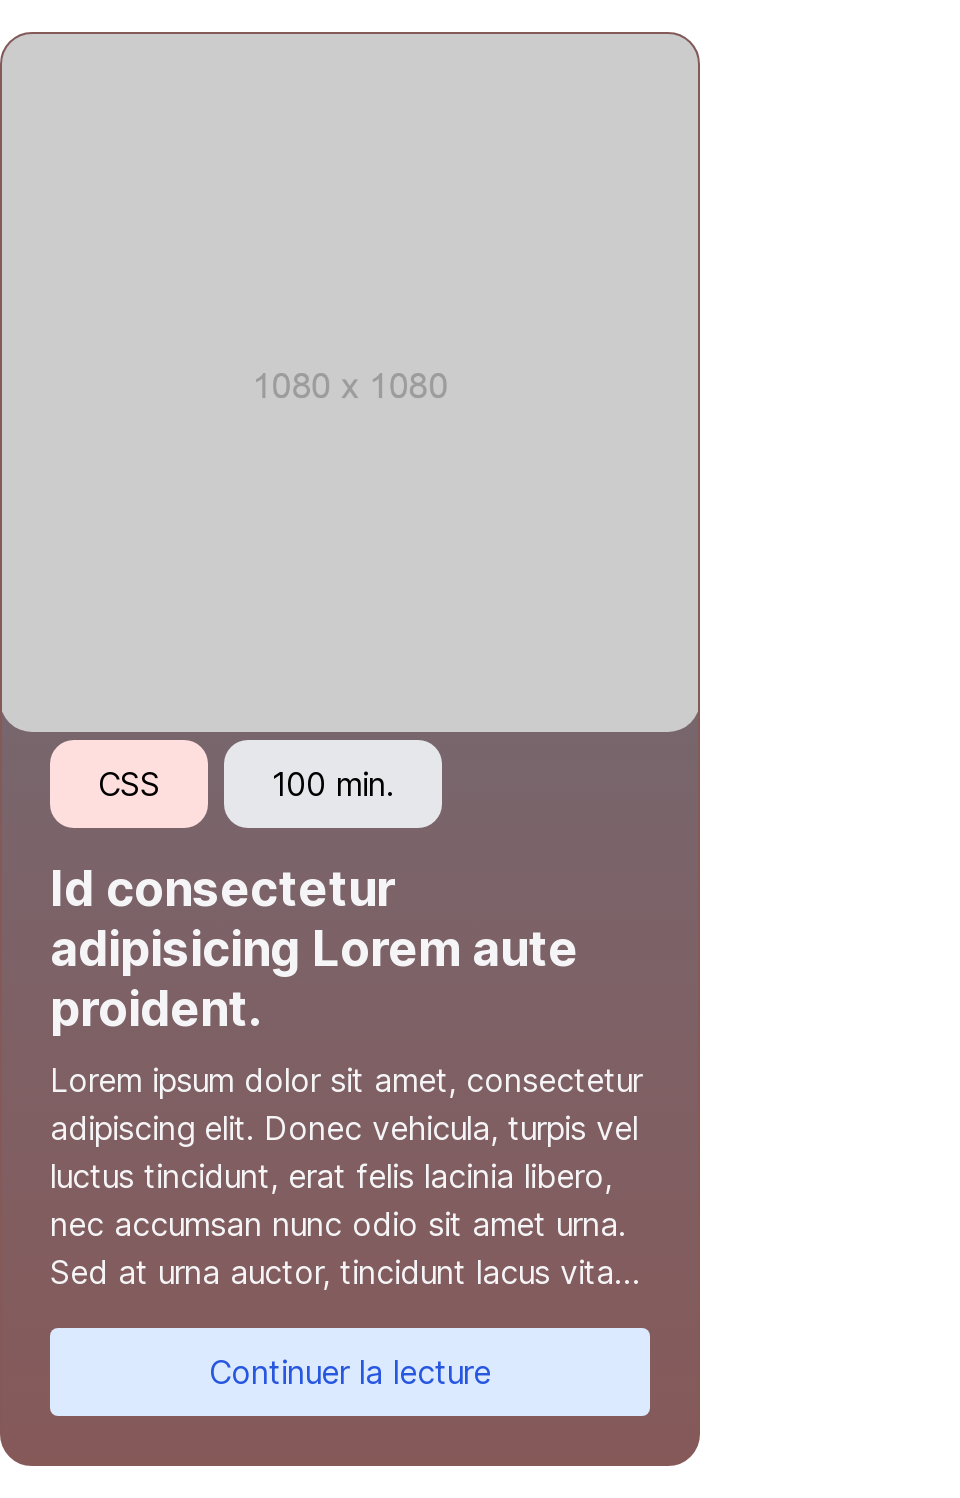 1080 x 1080
CSS
100 min.
Id consectetur
adipisicing Lorem aute
proident.
Lorem ipsum dolor sit amet, consectetur
adipiscing elit. Donec vehicula, turpis vel
luctus tincidunt, erat felis lacinia libero,
nec accumsan nunc odio sit amet urna.
Sed at urna auctor, tincidunt lacus vita…
Continuer la lecture